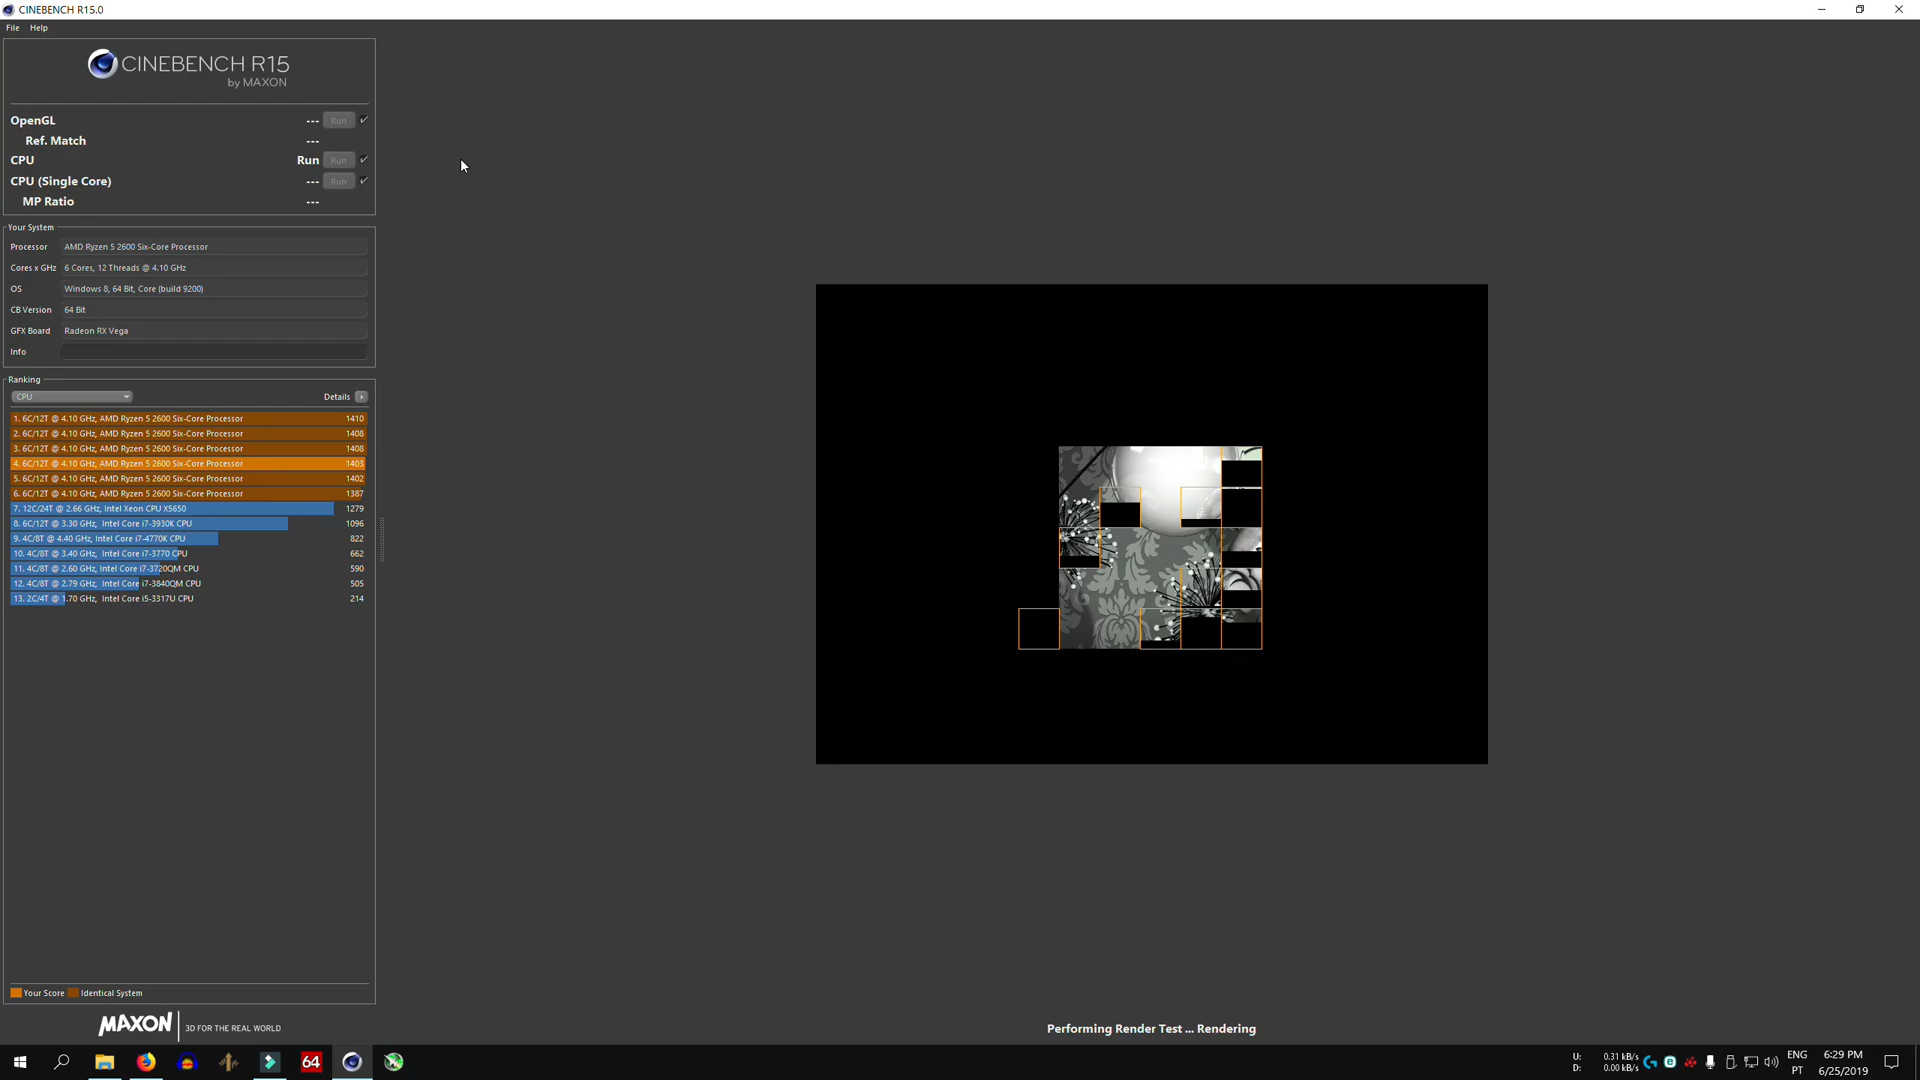 CINEBENCH R15.0
File Help
CINEBENCH R15
by MAXON
OpenGL --- Run
Ref. Match ---
CPU Run Run
CPU (Single Core) --- Run
MP Ratio ---
Your System
Processor AMD Ryzen 5 2600 Six-Core Processor
Cores x GHz 6 Cores, 12 Threads @ 4.10 GHz
OS Windows 8, 64 Bit, Core (build 9200)
CB Version 64 Bit
GFX Board Radeon RX Vega
Info
Ranking
CPU Details
1. 6C/12T @ 4.10 GHz, AMD Ryzen 5 2600 Six-Core Processor 1410
2. 6C/12T @ 4.10 GHz, AMD Ryzen 5 2600 Six-Core Processor 1408
3. 6C/12T @ 4.10 GHz, AMD Ryzen 5 2600 Six-Core Processor 1408
4. 6C/12T @ 4.10 GHz, AMD Ryzen 5 2600 Six-Core Processor 1403
5. 6C/12T @ 4.10 GHz, AMD Ryzen 5 2600 Six-Core Processor 1402
6. 6C/12T @ 4.10 GHz, AMD Ryzen 5 2600 Six-Core Processor 1387
7. 12C/24T @ 2.66 GHz, Intel Xeon CPU X5650 1279
8. 6C/12T @ 3.30 GHz, Intel Core i7-3930K CPU 1096
9. 4C/8T @ 4.40 GHz, Intel Core i7-4770K CPU 822
10. 4C/8T @ 3.40 GHz, Intel Core i7-3770 CPU 662
11. 4C/8T @ 2.60 GHz, Intel Core i7-3720QM CPU 590
12. 4C/8T @ 2.79 GHz, Intel Core i7-3840QM CPU 505
13. 2C/4T @ 1.70 GHz, Intel Core i5-3317U CPU 214
Your Score Identical System
MAXON 3D FOR THE REAL WORLD
Performing Render Test ... Rendering
64
U: 0.31 kB/s
D: 0.00 kB/s
ENG
PT
6:29 PM
6/25/2019